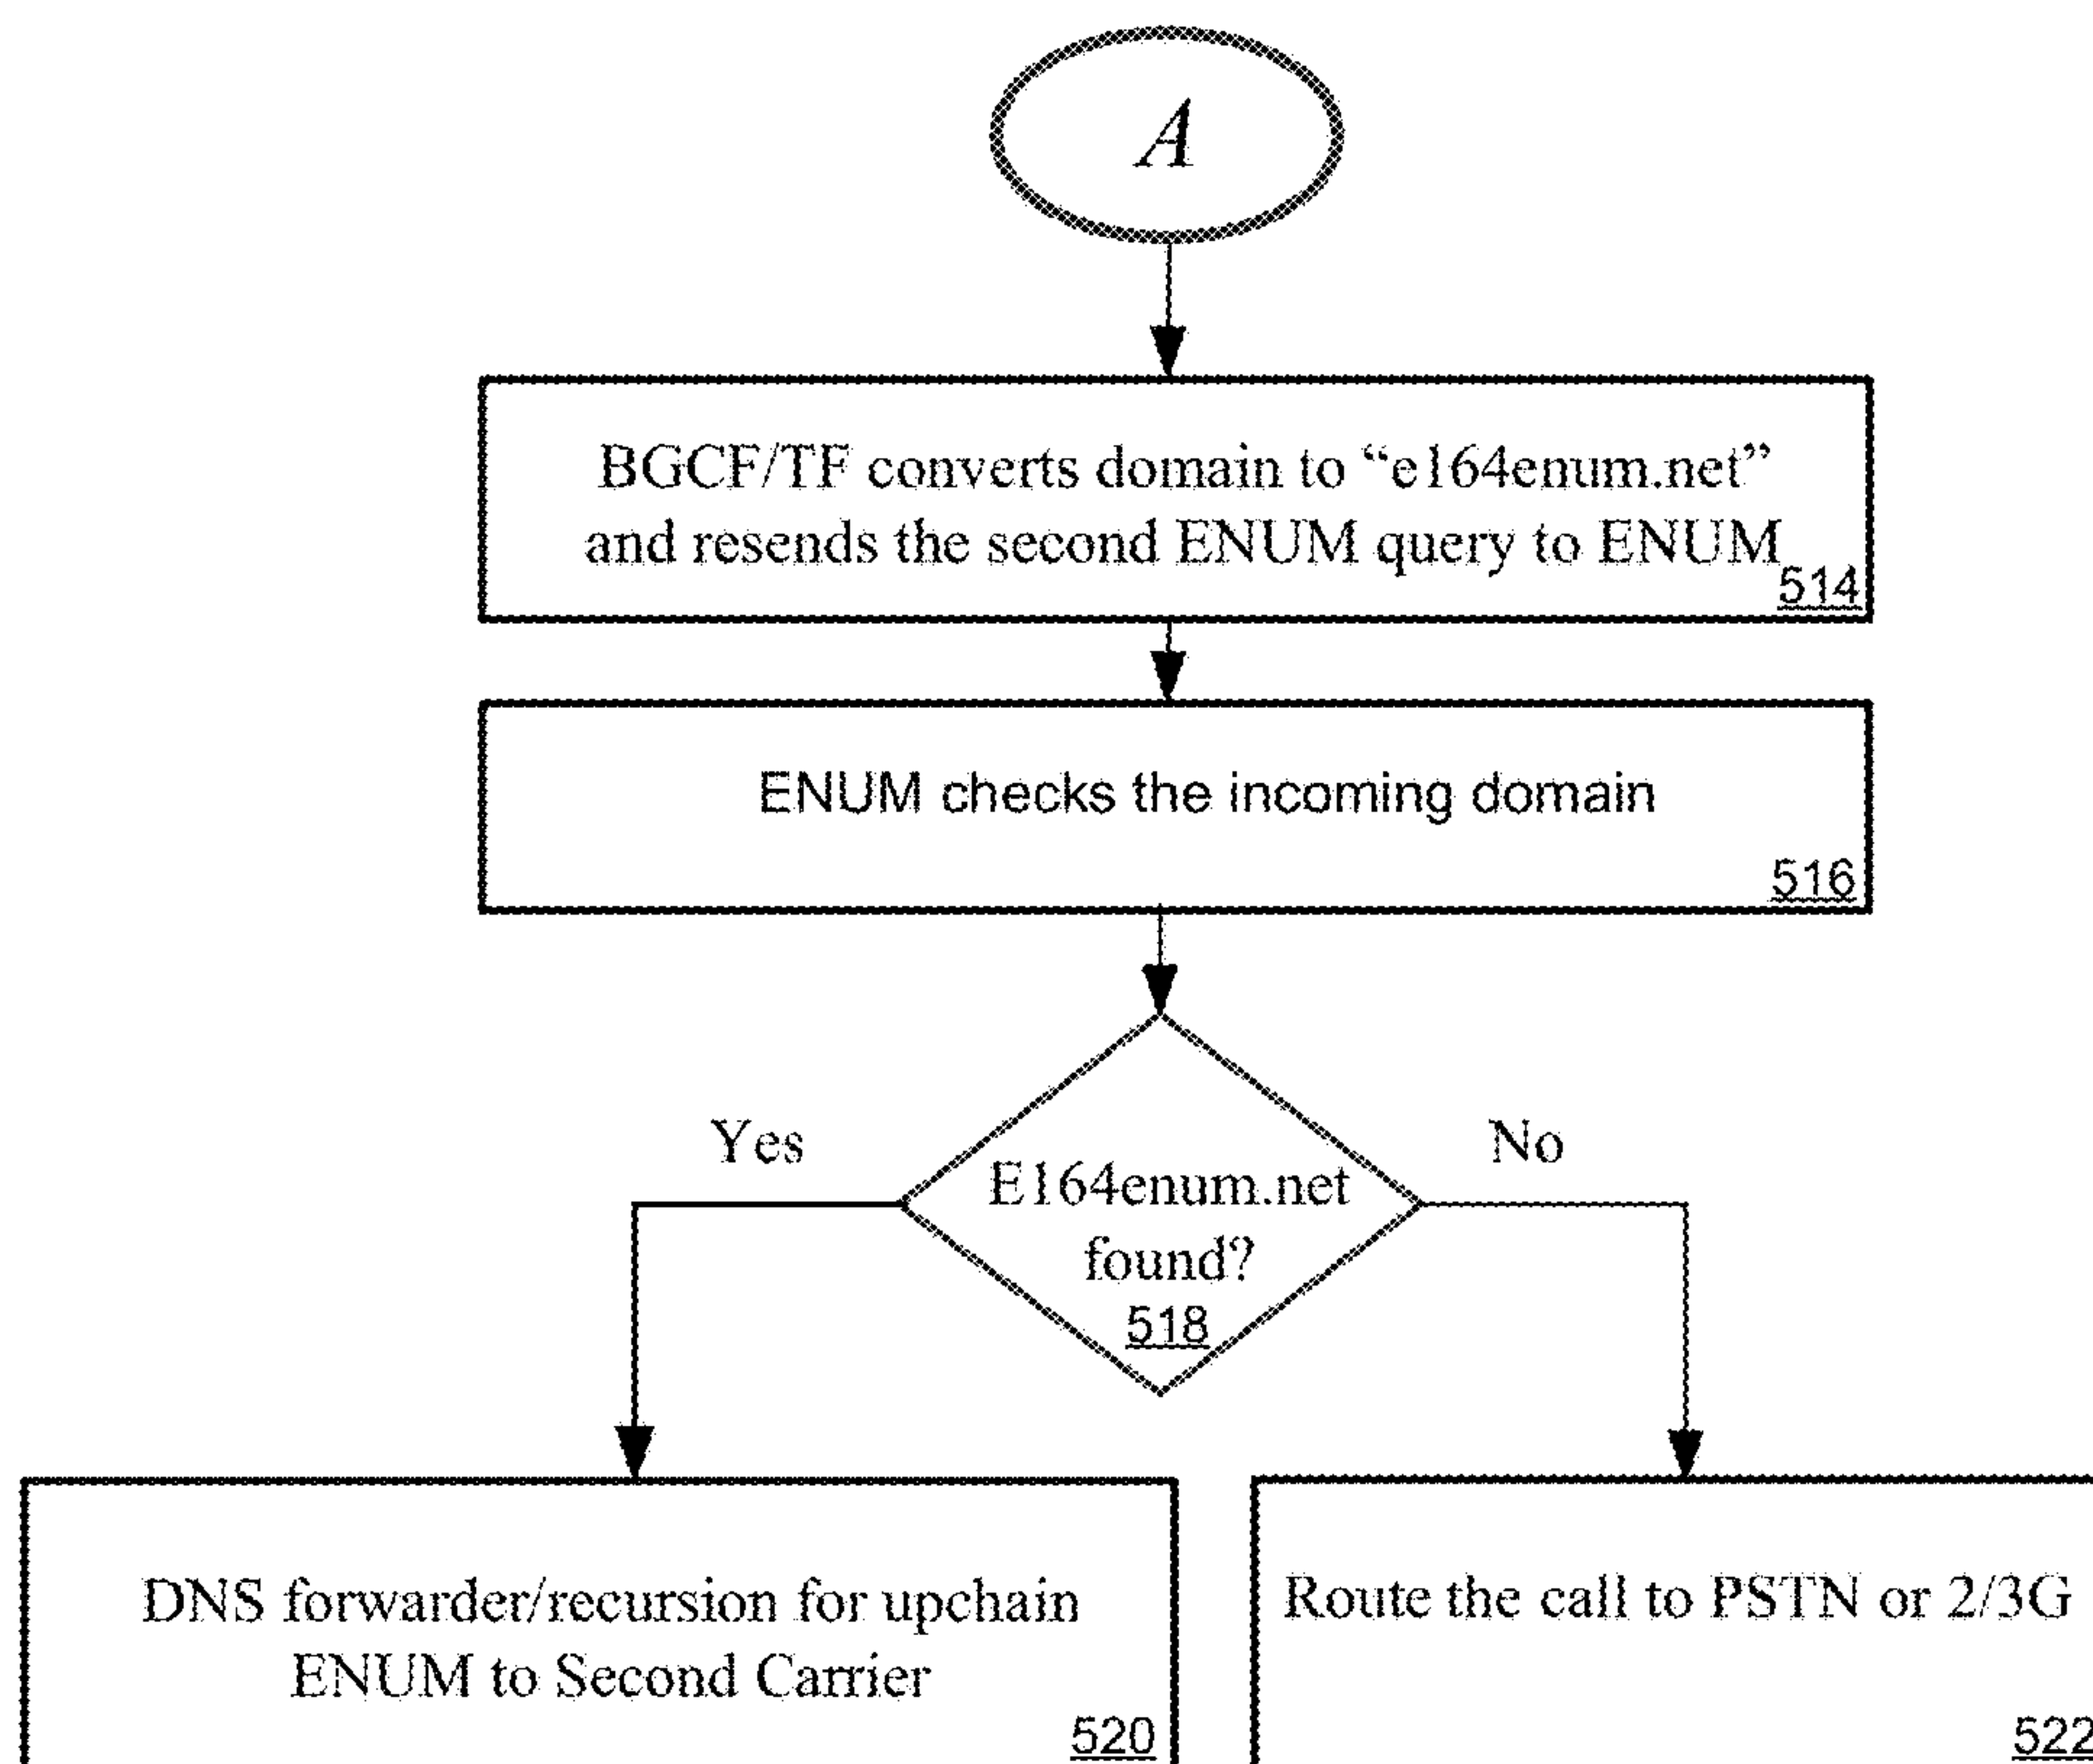 A
BGCF/TF converts domain to “e164enum.net”
and resends the second ENUM query to ENUM
514
ENUM checks the incoming domain
516
Yes
No
E164enum.net
found?
518
DNS forwarder/recursion for upchain
ENUM to Second Carrier
520
Route the call to PSTN or 2/3G
522